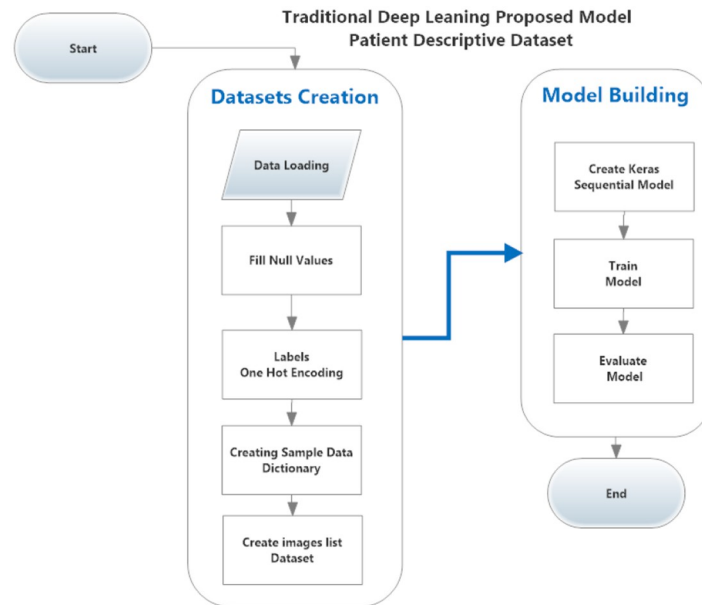 Traditional Deep Leaning Proposed Model
Patient Descriptive Dataset
Start
Datasets Creation
Data Loading
Fill Null Values
Labels
One Hot Encoding
Creating Sample Data
Dictionary
Create images list
Dataset
Model Building
Create Keras
Sequential Model
Train
Model
Evaluate
Model
End